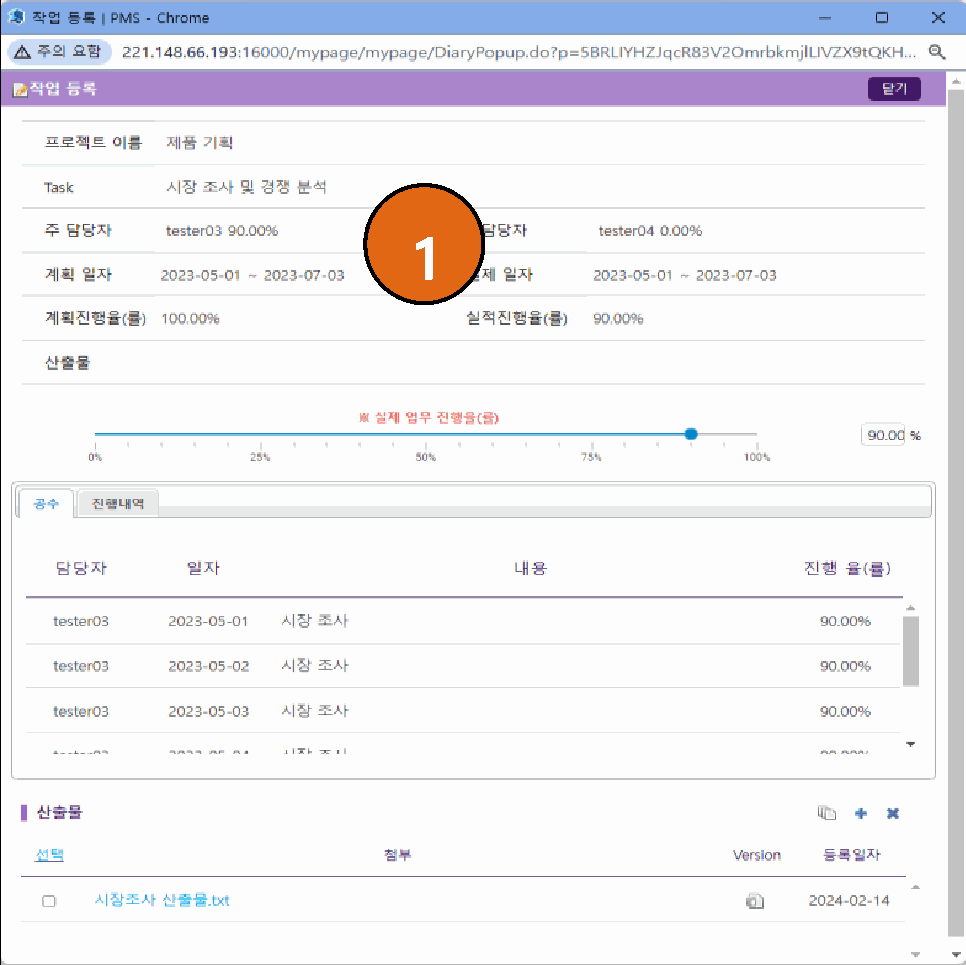 작업 등록 | PMS - Chrome
주의 요함 221.148.66.193:16000/mypage/mypage/DiaryPopup.do?p=5BRLIYHZJqcR83V2OmrbkmjlLIVZX9tQKH...
작업 등록 닫기
프로젝트 이름 제품 기획
Task 시장 조사 및 경쟁 분석
주 담당자 tester03 90.00% 담당자 tester04 0.00%
1
계획 일자 2023-05-01 ~ 2023-07-03 일자 2023-05-01 ~ 2023-07-03
계획진행율(률) 100.00% 실적진행율(률) 90.00%
산출물
※ 실제 업무 진행율(률)
90.00 %
0% 25% 50% 75% 100%
공수 진행내역
담당자 일자 내용 진행 율(률)
tester03 2023-05-01 시장 조사 90.00%
tester03 2023-05-02 시장 조사 90.00%
tester03 2023-05-03 시장 조사 90.00%
산출물
선택 첨부 Version 등록일자
시장조사 산출물.txt 2024-02-14